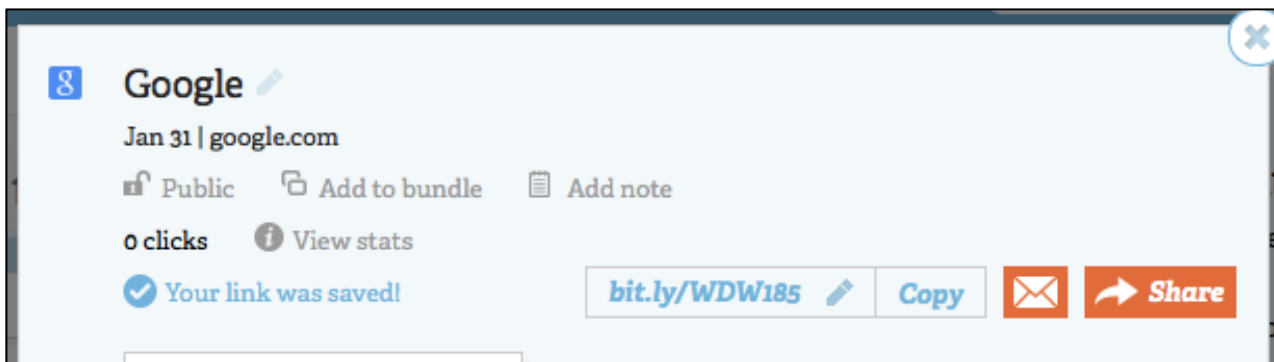 Google
Jan 31 | google.com
Public Add to bundle Add note
0 clicks View stats
Your link was saved! bit.ly/WDW185 Copy Share